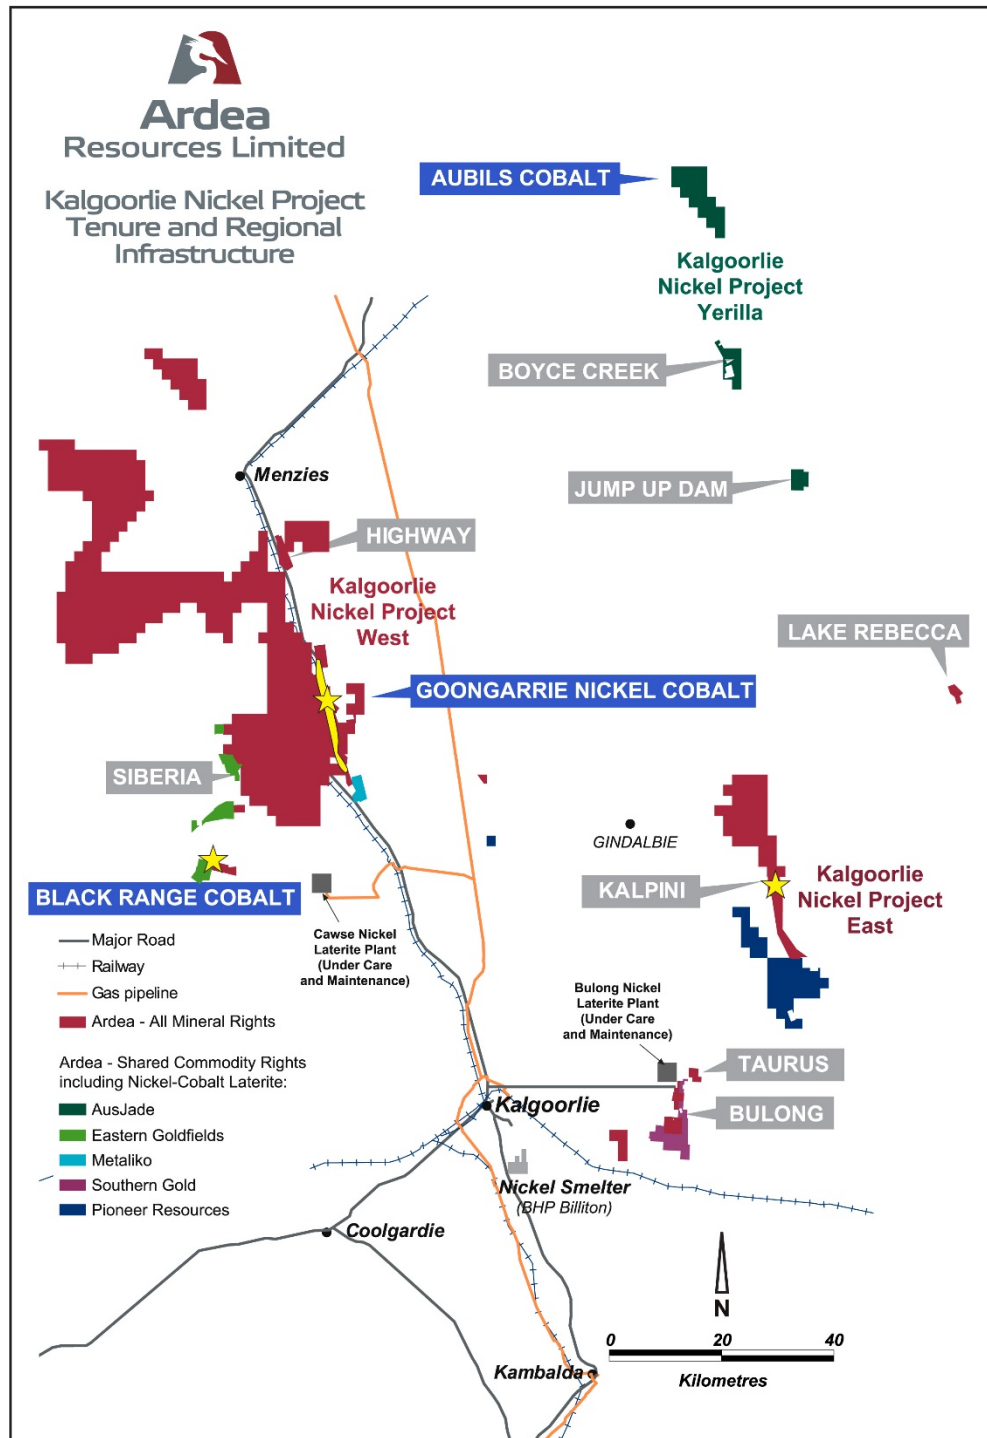 Ardea
Resources Limited
Kalgoorlie Nickel Project
Tenure and Regional
Infrastructure
AUBILS COBALT
Kalgoorlie
Nickel Project
Yerilla
BOYCE CREEK
Menzies
JUMP UP DAM
HIGHWAY
Kalgoorlie
Nickel Project
West
LAKE REBECCA
GOONGARRIE NICKEL COBALT
SIBERIA
GINDALBIE
KALPINI
Kalgoorlie
Nickel Project
East
BLACK RANGE COBALT
Cawse Nickel
Laterite Plant
(Under Care
and Maintenance)
Major Road
Railway
Gas pipeline
Ardea - All Mineral Rights
Ardea - Shared Commodity Rights
including Nickel-Cobalt Laterite:
AusJade
Eastern Goldfields
Metaliko
Southern Gold
Pioneer Resources
Bulong Nickel
Laterite Plant
(Under Care
and Maintenance)
TAURUS
BULONG
Kalgoorlie
Nickel Smelter
(BHP Billiton)
Coolgardie
Kambalda
N
0 20 40
Kilometres